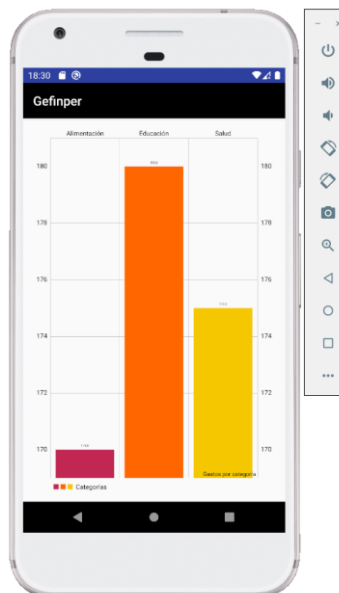 18:30
Gefinper
Alimentación Educación Salud
180 180
178 178
176 176
174 174
172 172
170 170
Gastos por categoría
Categorías